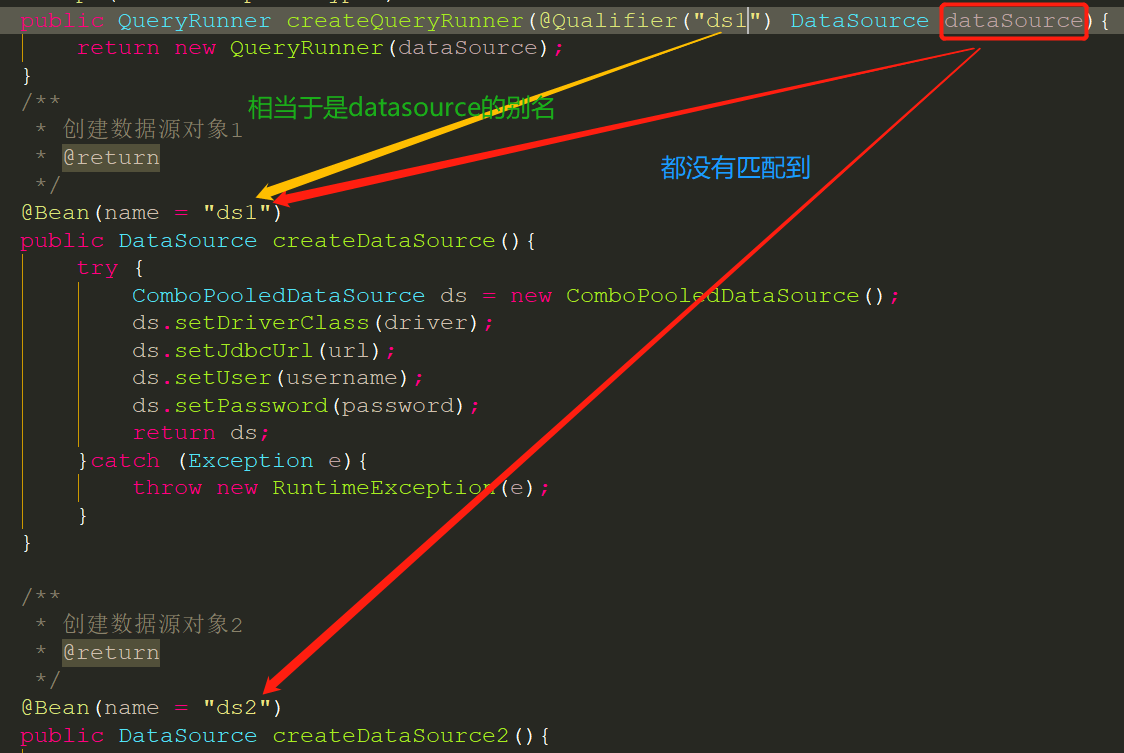 public QueryRunner createQueryRunner(@Qualifier("ds1") DataSource dataSource){
return new QueryRunner(dataSource);
}
/**
相当于是datasource的别名
* 创建数据源对象1
* @return
都没有匹配到
*/
@Bean(name = "ds1")
public DataSource createDataSource(){
try {
ComboPooledDataSource ds = new ComboPooledDataSource();
ds.setDriverClass(driver);
ds.setJdbcUrl(url);
ds.setUser(username);
ds.setPassword(password);
return ds;
}catch (Exception e){
throw new RuntimeException(e);
}
}
/**
* 创建数据源对象2
* @return
*/
@Bean(name = "ds2")
public DataSource createDataSource2(){